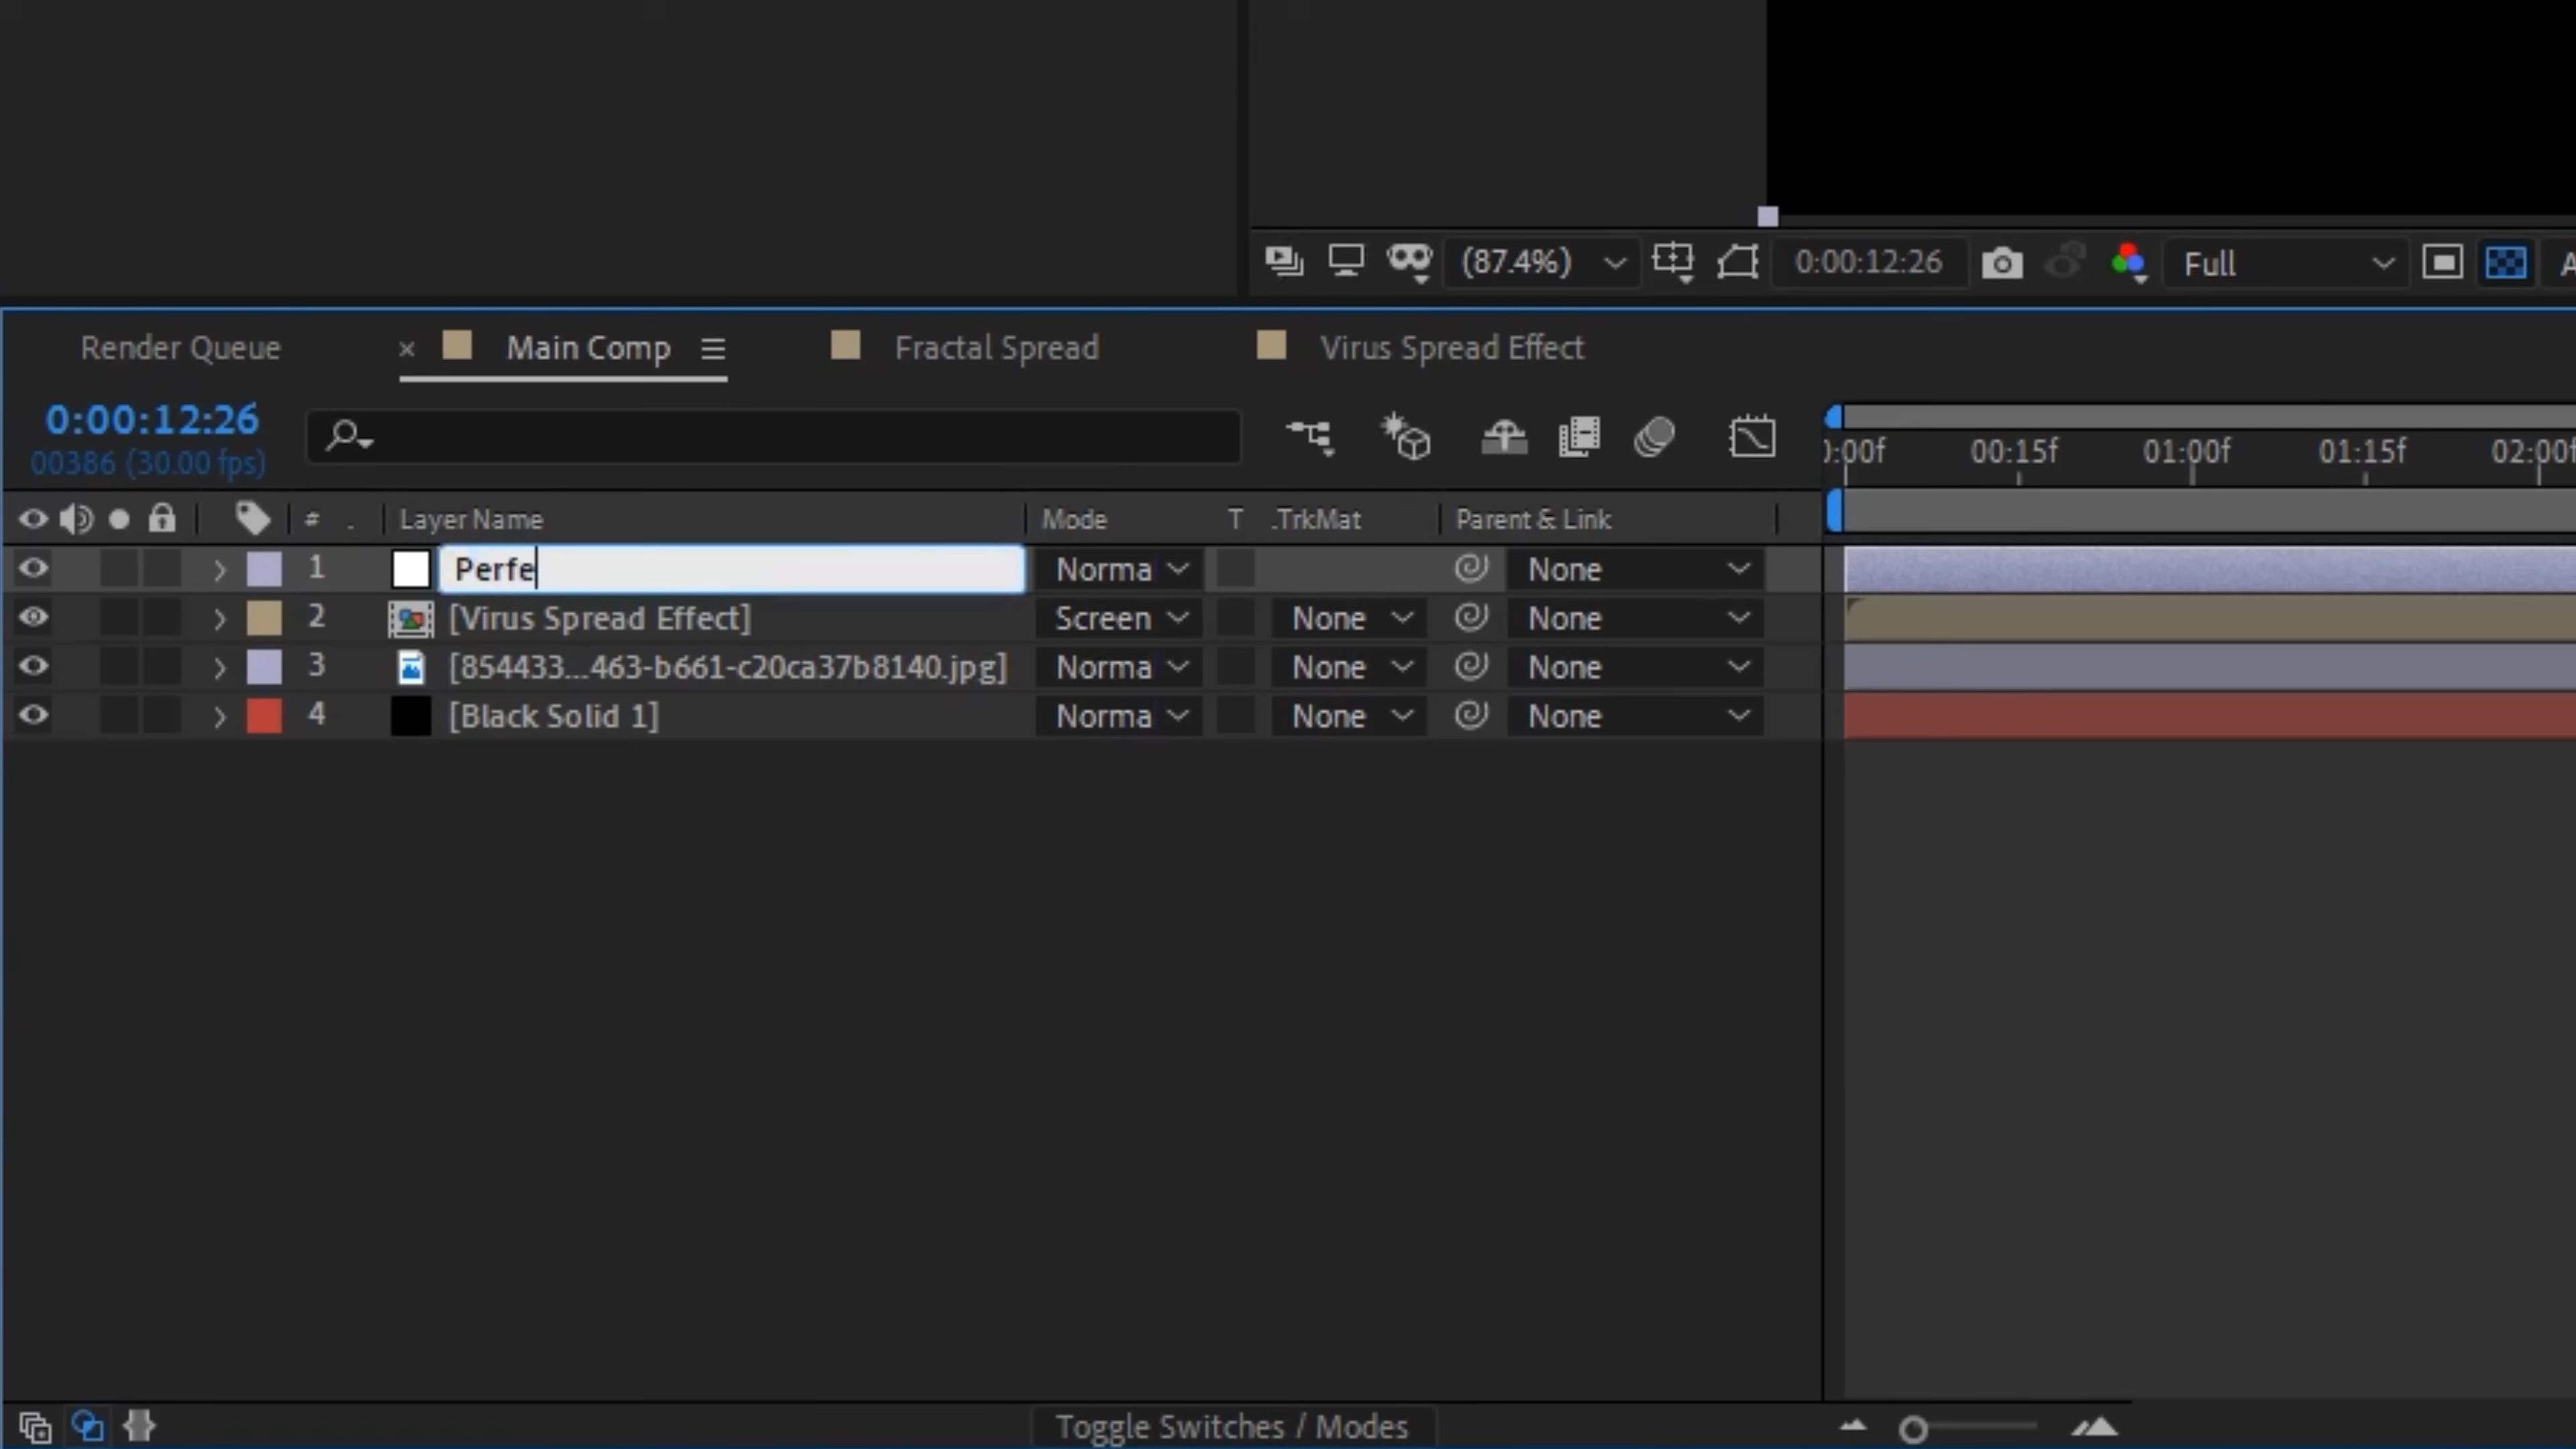 (87.4%) 0:00:12:26 Full
Render Queue × Main Comp Fractal Spread Virus Spread Effect
0:00:12:26
00386 (30.00 fps)
:00f 00:15f 01:00f 01:15f 02:00f
# . Layer Name Mode T .TrkMat Parent & Link
1 Perfe Norma None
2 [Virus Spread Effect] Screen None None
3 [854433...463-b661-c20ca37b8140.jpg] Norma None None
4 [Black Solid 1] Norma None None
Toggle Switches / Modes